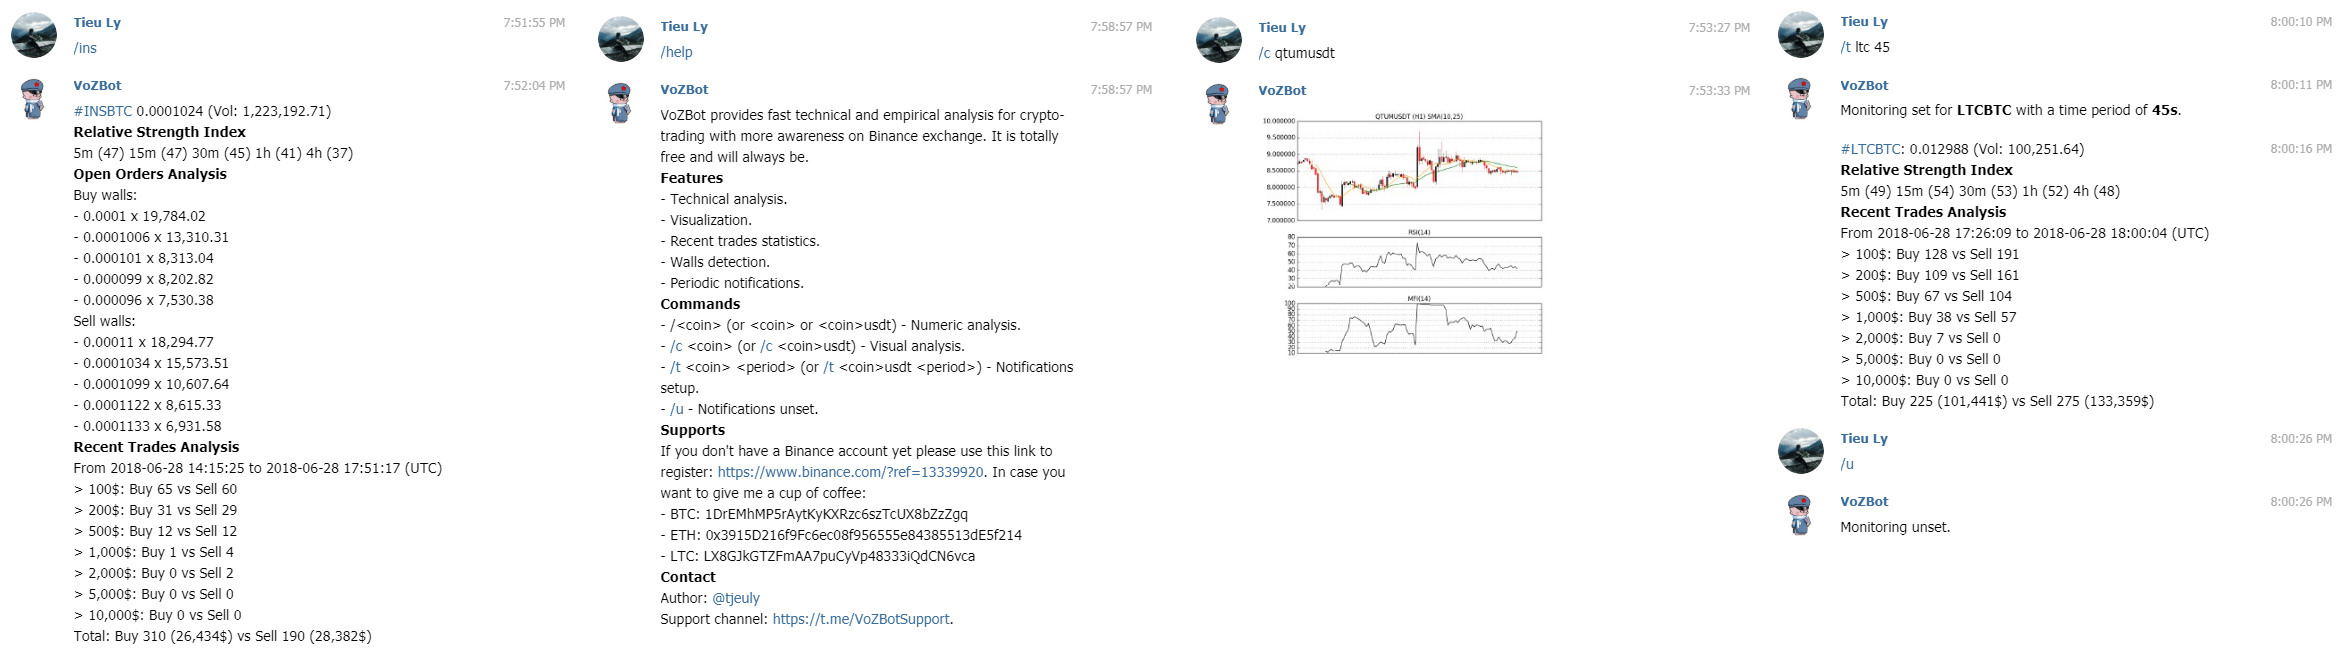 Tieu Ly 7:51:55 PM
/ins
VoZBot 7:52:04 PM
#INSBTC 0.0001024 (Vol: 1,223,192.71)
Relative Strength Index
5m (47) 15m (47) 30m (45) 1h (41) 4h (37)
Open Orders Analysis
Buy walls:
- 0.0001 x 19,784.02
- 0.0001006 x 13,310.31
- 0.000101 x 8,313.04
- 0.000099 x 8,202.82
- 0.000096 x 7,530.38
Sell walls:
- 0.00011 x 18,294.77
- 0.0001034 x 15,573.51
- 0.0001099 x 10,607.64
- 0.0001122 x 8,615.33
- 0.0001133 x 6,931.58
Recent Trades Analysis
From 2018-06-28 14:15:25 to 2018-06-28 17:51:17 (UTC)
> 100$: Buy 65 vs Sell 60
> 200$: Buy 31 vs Sell 29
> 500$: Buy 12 vs Sell 12
> 1,000$: Buy 1 vs Sell 4
> 2,000$: Buy 0 vs Sell 2
> 5,000$: Buy 0 vs Sell 0
> 10,000$: Buy 0 vs Sell 0
Total: Buy 310 (26,434$) vs Sell 190 (28,382$)
Tieu Ly 7:58:57 PM
/help
VoZBot 7:58:57 PM
VoZBot provides fast technical and empirical analysis for crypto-
trading with more awareness on Binance exchange. It is totally
free and will always be.
Features
- Technical analysis.
- Visualization.
- Recent trades statistics.
- Walls detection.
- Periodic notifications.
Commands
- /<coin> (or <coin> or <coin>usdt) - Numeric analysis.
- /c <coin> (or /c <coin>usdt) - Visual analysis.
- /t <coin> <period> (or /t <coin>usdt <period>) - Notifications
setup.
- /u - Notifications unset.
Supports
If you don't have a Binance account yet please use this link to
register: https://www.binance.com/?ref=13339920. In case you
want to give me a cup of coffee:
- BTC: 1DrEMhMP5rAytKyKXRzc6szTcUX8bZzZgq
- ETH: 0x3915D216f9Fc6ec08f956555e84385513dE5f214
- LTC: LX8GJkGTZFmAA7puCyVp48333iQdCN6vca
Contact
Author: @tjeuly
Support channel: https://t.me/VoZBotSupport.
Tieu Ly 7:53:27 PM
/c qtumusdt
VoZBot 7:53:33 PM
QTUMUSDT (H1) SMA(10,25)
10.000000
9.500000
9.000000
8.500000
8.000000
7.500000
7.000000
RSI(14)
80
70
60
50
40
30
20
MFI(14)
100
90
80
70
60
50
40
30
20
10
Tieu Ly 8:00:10 PM
/t ltc 45
VoZBot 8:00:11 PM
Monitoring set for LTCBTC with a time period of 45s.
#LTCBTC: 0.012988 (Vol: 100,251.64) 8:00:16 PM
Relative Strength Index
5m (49) 15m (54) 30m (53) 1h (52) 4h (48)
Recent Trades Analysis
From 2018-06-28 17:26:09 to 2018-06-28 18:00:04 (UTC)
> 100$: Buy 128 vs Sell 191
> 200$: Buy 109 vs Sell 161
> 500$: Buy 67 vs Sell 104
> 1,000$: Buy 38 vs Sell 57
> 2,000$: Buy 7 vs Sell 0
> 5,000$: Buy 0 vs Sell 0
> 10,000$: Buy 0 vs Sell 0
Total: Buy 225 (101,441$) vs Sell 275 (133,359$)
Tieu Ly 8:00:26 PM
/u
VoZBot 8:00:26 PM
Monitoring unset.